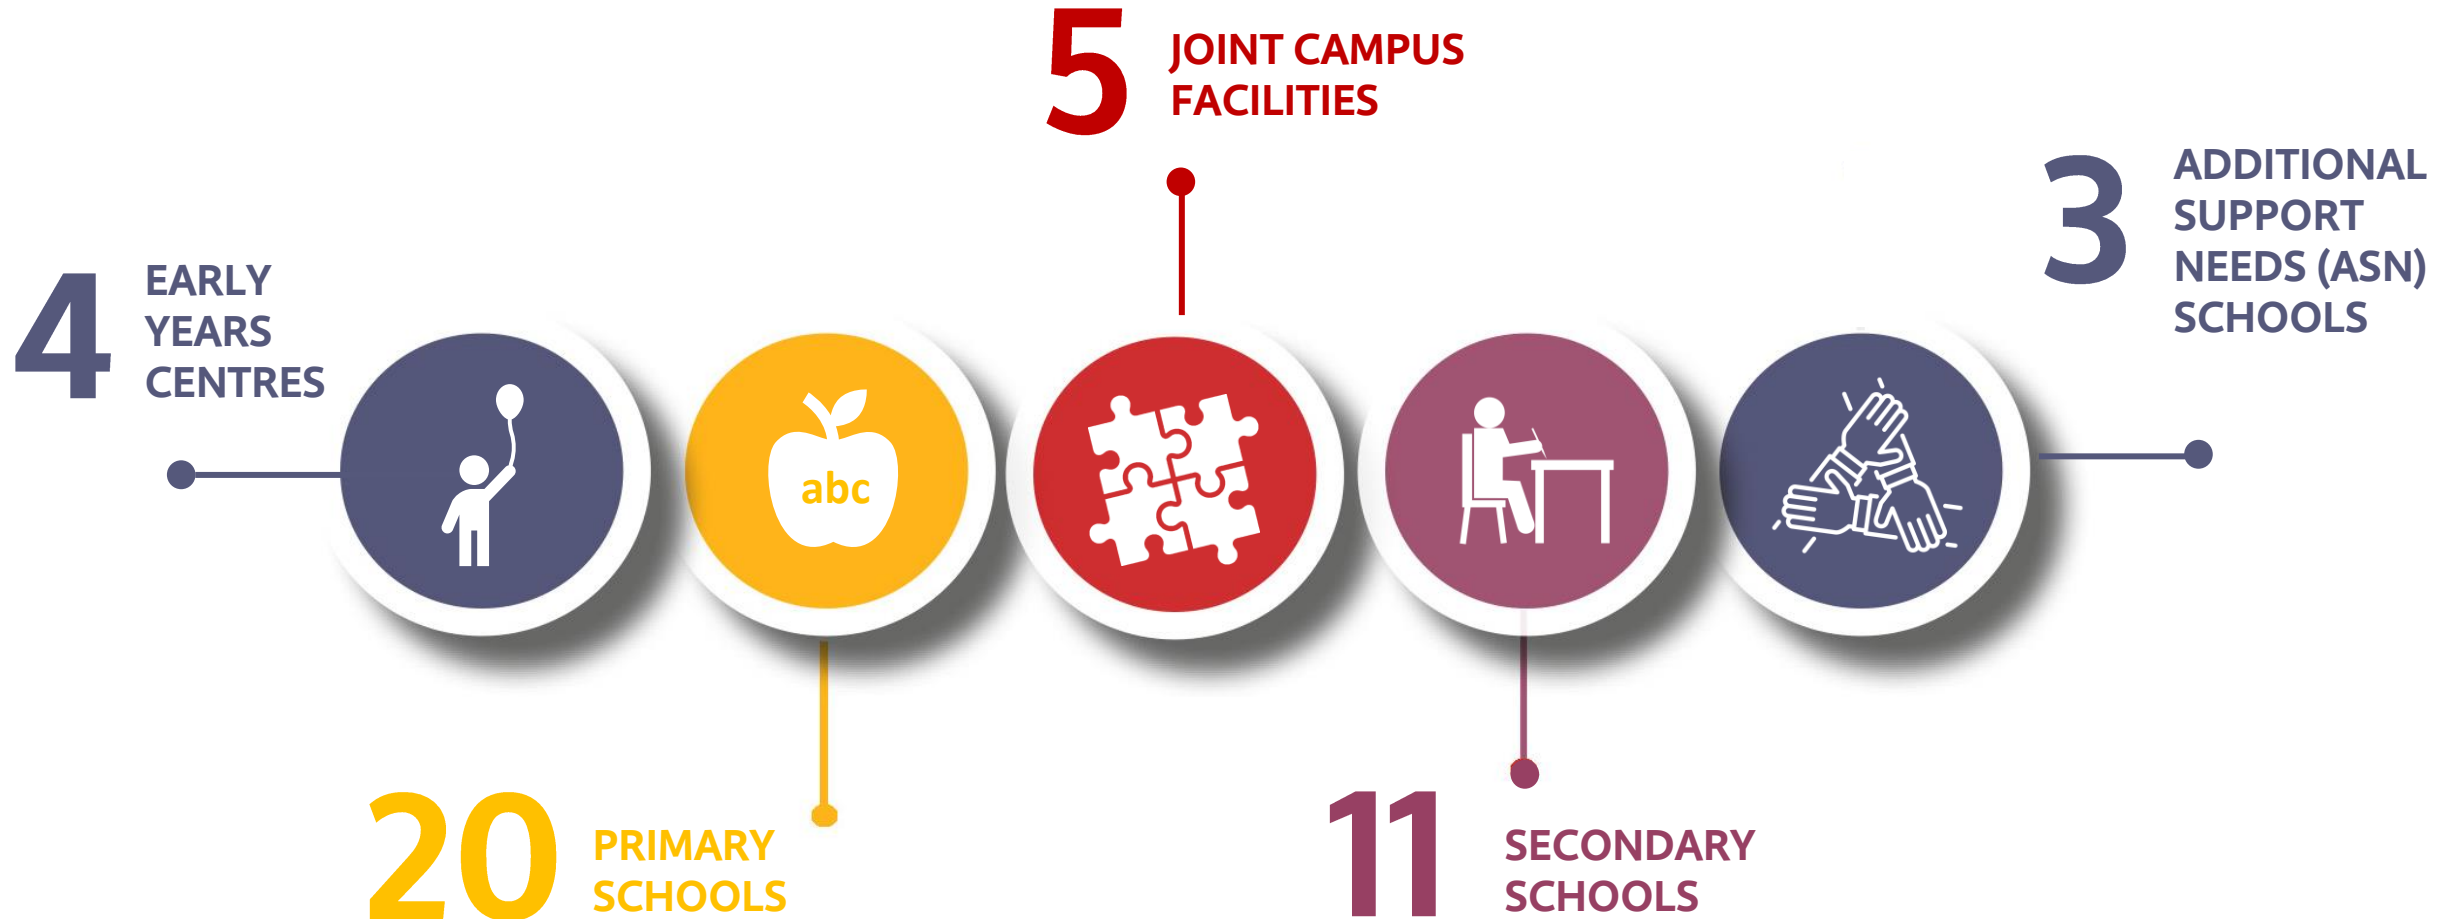 4
EARLY
YEARS
CENTRES
abc
20
PRIMARY
SCHOOLS
5
JOINT CAMPUS
FACILITIES
11
SECONDARY
SCHOOLS
3
ADDITIONAL
SUPPORT
NEEDS (ASN)
SCHOOLS